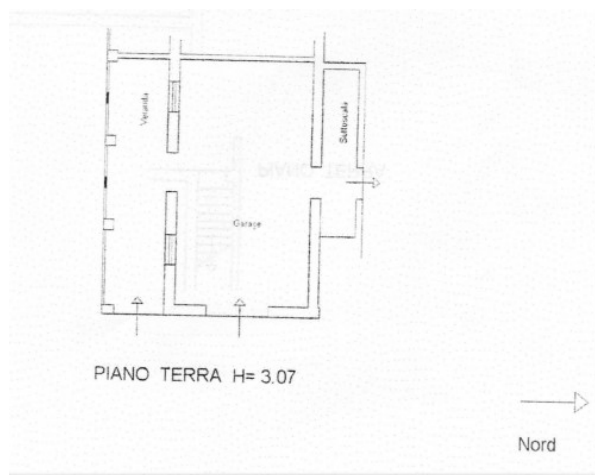 Veranda
Sottoscala
Garage
PIANO TERRA H= 3.07
Nord